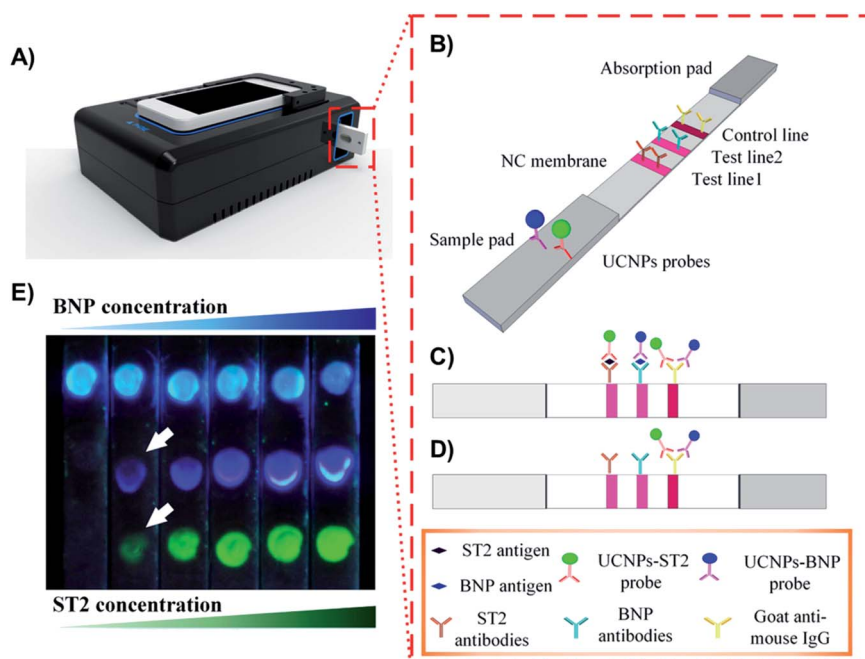 A)
B)
Absorption pad
Control line
NC membrane
Test line2
Test line1
Sample pad
UCNPs probes
E)
BNP concentration
C)
D)
ST2 antigen
UCNPs-ST2
probe
UCNPs-BNP
probe
BNP antigen
ST2
antibodies
BNP
antibodies
Goat anti-
mouse IgG
ST2 concentration